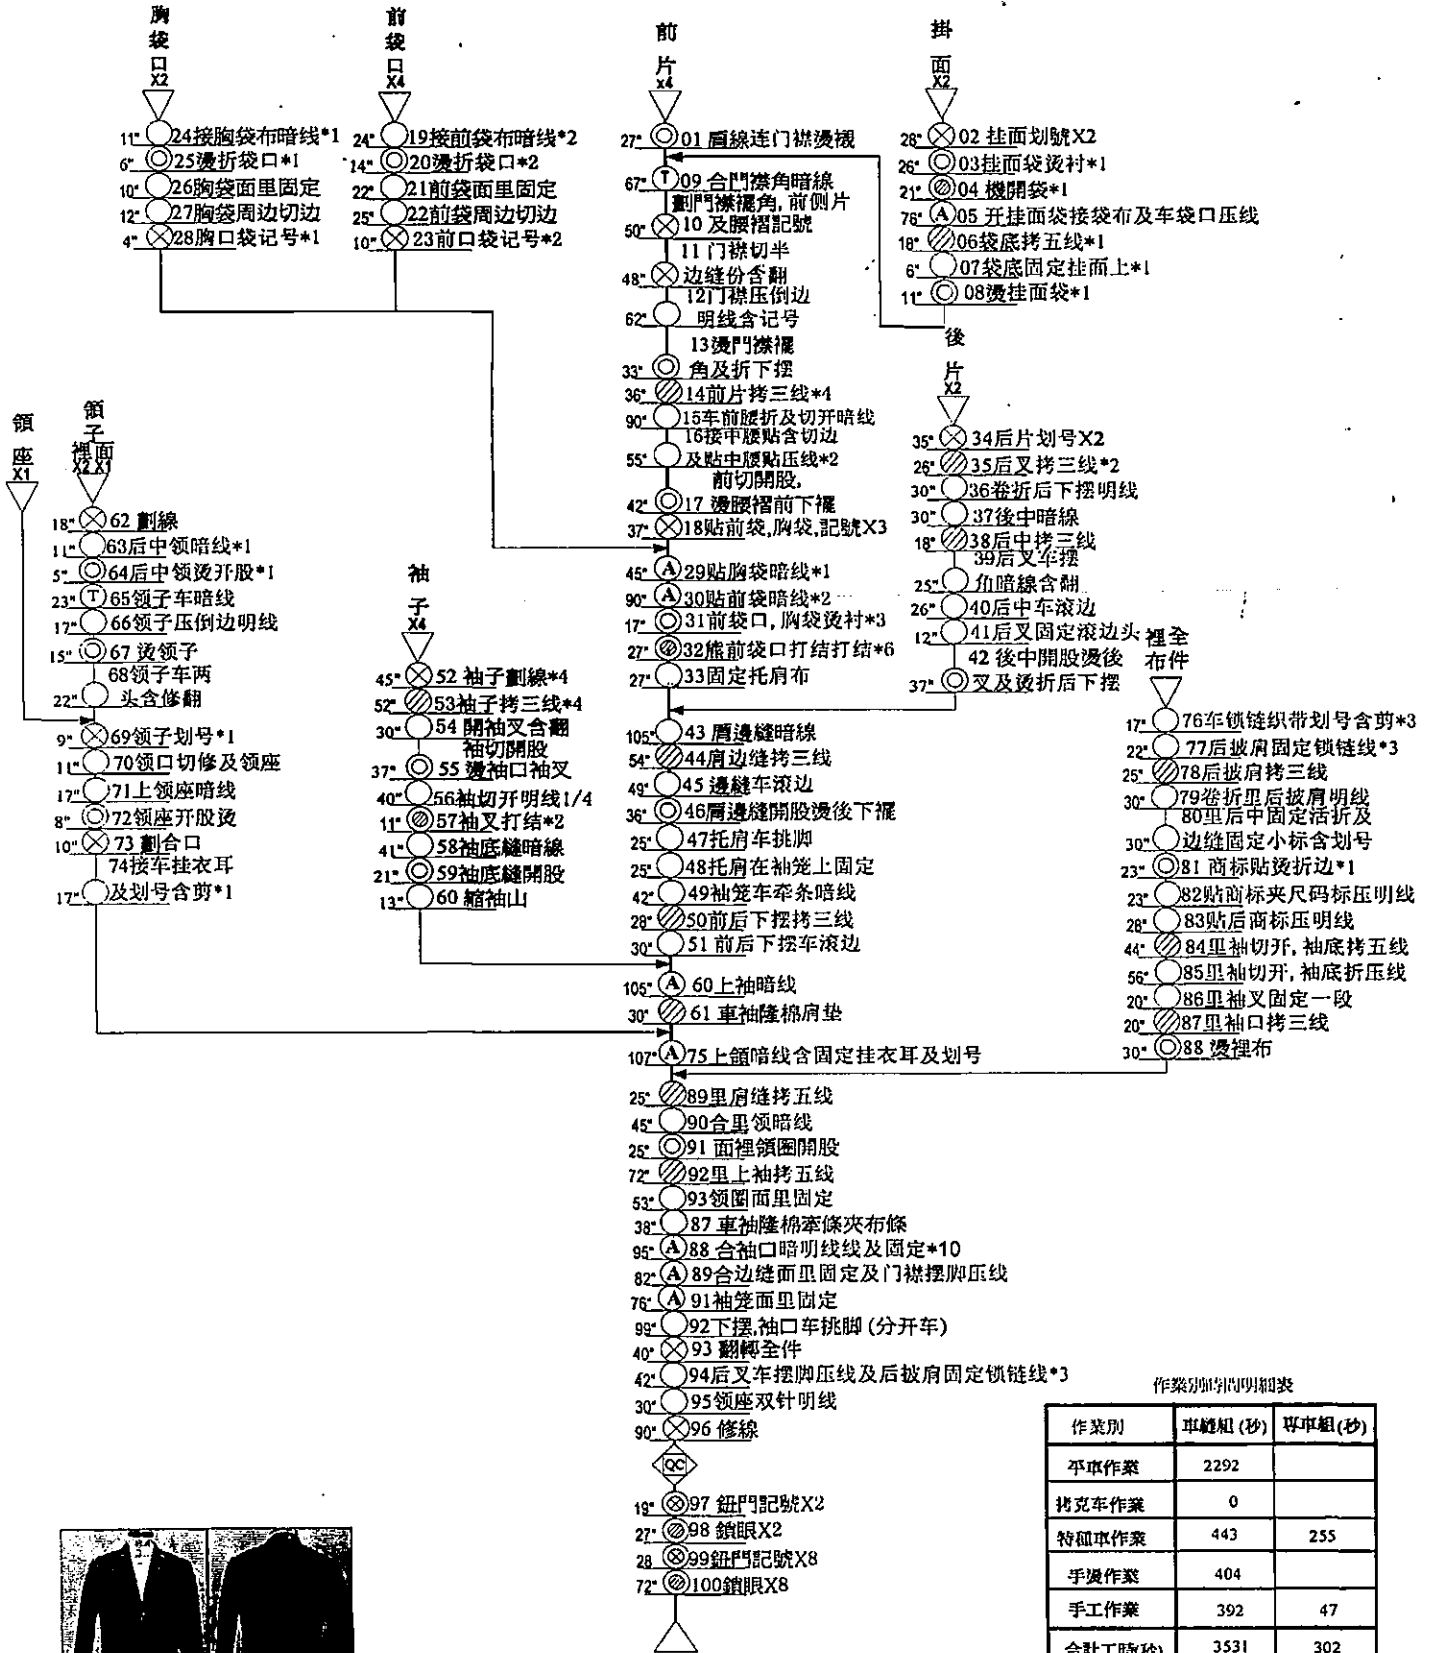 胸袋口
X2
11" 24接胸袋布暗线*1
6" 25燙折袋口*1
10" 26胸袋面里固定
12" 27胸袋周边切边
4" 28胸口袋记号*1
前袋口
X4
24" 19接前袋布暗线*2
14" 20燙折袋口*2
22" 21前袋面里固定
25" 22前袋周边切边
10" 23前口袋记号*2
前片
x4
27" 01 肩線连门襟燙襯
67" T 09 合門襟角暗線
劃門襟襬角,前侧片
50" 10 及腰褶記號
11 门襟切半
48" 边缝份含翻
12门襟压倒边
62" 明线含记号
13燙門襟襬
33" 角及折下摆
36" 14前片拷三线*4
90" 15车前腰折及切开暗线
16接中腰贴含切边
55" 及贴中腰贴压线*2
前切開股,
42" 17 燙腰褶前下襬
37" 18贴前袋,胸袋,記號X3
45" A 29贴胸袋暗线*1
90" A 30贴前袋暗线*2
17" 31前袋口,胸袋烫衬*3
27" 32熊前袋口打结打结*6
27" 33固定托肩布
掛面
X2
28" 02 挂面划號X2
26" 03挂面袋烫衬*1
21" 04 機開袋*1
76" A 05 开挂面袋接袋布及车袋口压线
18" 06袋底拷五线*1
6" 07袋底固定挂面上*1
11" 08燙挂面袋*1
後片
X2
35" 34后片划号X2
26" 35后叉拷三线*2
30" 36卷折后下摆明线
30" 37後中暗線
18" 38后中拷三线
39后叉车摆
25" 角暗線含翻
26" 40后中车滚边
12" 41后叉固定滚边头
42 後中開股燙後
37" 叉及烫折后下摆
領座
X1
領子
裡面
X2 X1
18" 62 劃線
11" 63后中领暗线*1
5" 64后中领烫开股*1
23" T 65领子车暗线
17" 66领子压倒边明线
15" 67 烫领子
68领子车两
22" 头含修翻
9" 69领子划号*1
11" 70领口切修及领座
17" 71上领座暗线
8" 72领座开股烫
10" 73 劃合口
74接车挂衣耳
17" 及划号含剪*1
袖子
X4
45" 52 袖子劃線*4
52" 53袖子拷三线*4
30" 54 開袖叉含翻
袖切開股
37" 55 燙袖口袖叉
40" 56袖切开明线1/4
11" 57袖叉打结*2
41" 58袖底縫暗線
21" 59袖底縫開股
13" 60 縮袖山
105" 43 肩邊縫暗線
54" 44肩边缝拷三线
49" 45 邊縫车滚边
36" 46肩邊縫開股燙後下襬
25" 47托肩车挑脚
25" 48托肩在袖笼上固定
42" 49袖笼车牵条暗线
28" 50前后下摆拷三线
30" 51 前后下摆车滚边
105" A 60上袖暗线
30" 61 車袖隆棉肩垫
107" A 75上領暗线含固定挂衣耳及划号
裡全布件
17" 76车锁链织带划号含剪*3
22" 77后披肩固定锁链线*3
25" 78后披肩拷三线
30" 79卷折里后披肩明线
80里后中固定活折及
30" 边缝固定小标含划号
23" 81 商标贴烫折边*1
23" 82贴商标夹尺码标压明线
28" 83贴后商标压明线
44" 84里袖切开,袖底拷五线
56" 85里袖切开,袖底折压线
20" 86里袖叉固定一段
20" 87里袖口拷三线
30" 88 燙裡布
25" 89里肩缝拷五线
45" 90合里领暗线
25" 91 面裡領圈開股
72" 92里上袖拷五线
53" 93领圈面里固定
38" 87 車袖隆棉牽條夾布條
95" A 88 合袖口暗明线线及固定*10
82" A 89合边缝面里固定及门襟摆脚压线
76" A 91袖笼面里固定
99" 92下摆,袖口车挑脚 (分开车)
40" 93 翻轉全件
42" 94后叉车摆脚压线及后披肩固定锁链线*3
30" 95领座双针明线
90" 96 修線
QC
19" 97 鈕門記號X2
27" 98 鎖眼X2
28 99鈕門記號X8
72" 100鎖眼X8
作業別時間明細表
作業別 車縫組 (秒) 専車組(秒)
平車作業 2292
拷克车作業 0
特種車作業 443 255
手燙作業 404
手工作業 392 47
合計工時(秒) 3531 302